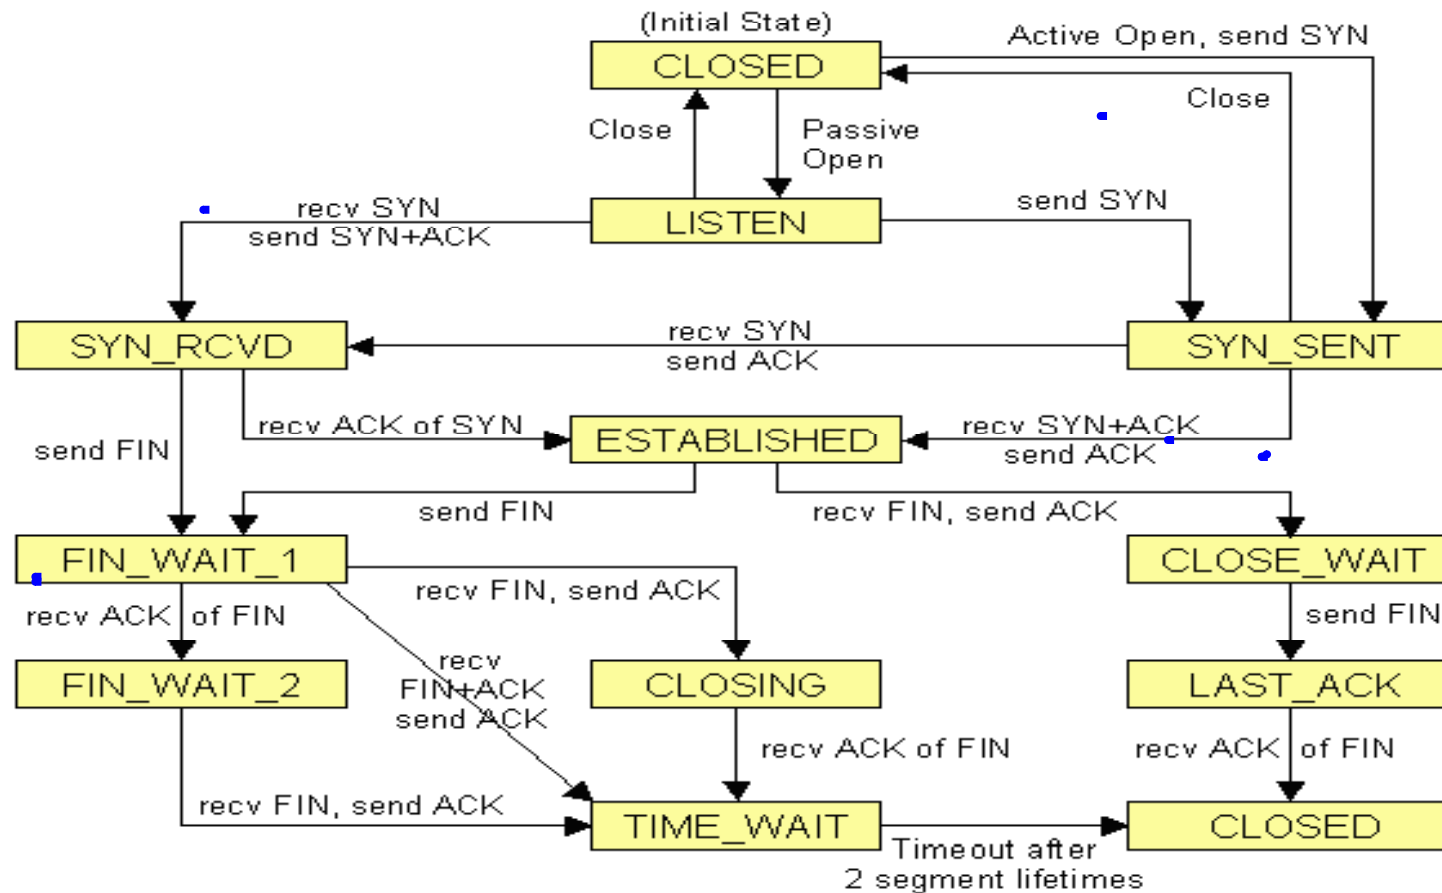 (Initial State)
CLOSED
Active Open, send SYN
Close
Close
Passive
Open
recv SYN
send SYN+ACK
LISTEN
send SYN
SYN_RCVD
recv SYN
send ACK
SYN_SENT
send FIN
recv ACK of SYN
ESTABLISHED
recv SYN+ACK
send ACK
send FIN
recv FIN, send ACK
FIN_WAIT_1
recv FIN, send ACK
CLOSE_WAIT
recv ACK of FIN
send FIN
recv
FIN+ACK
send ACK
FIN_WAIT_2
CLOSING
LAST_ACK
recv ACK of FIN
recv ACK of FIN
recv FIN, send ACK
TIME_WAIT
CLOSED
Timeout after
2 segment lifetimes